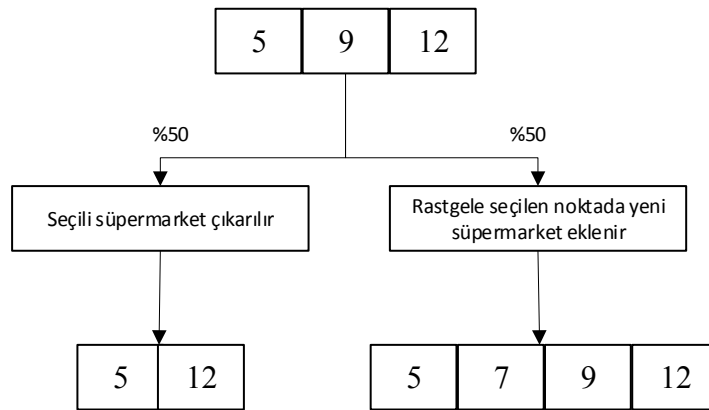 5 9 12
%50 %50
Seçili süpermarket çıkarılır
Rastgele seçilen noktada yeni
süpermarket eklenir
5 12
5 7 9 12